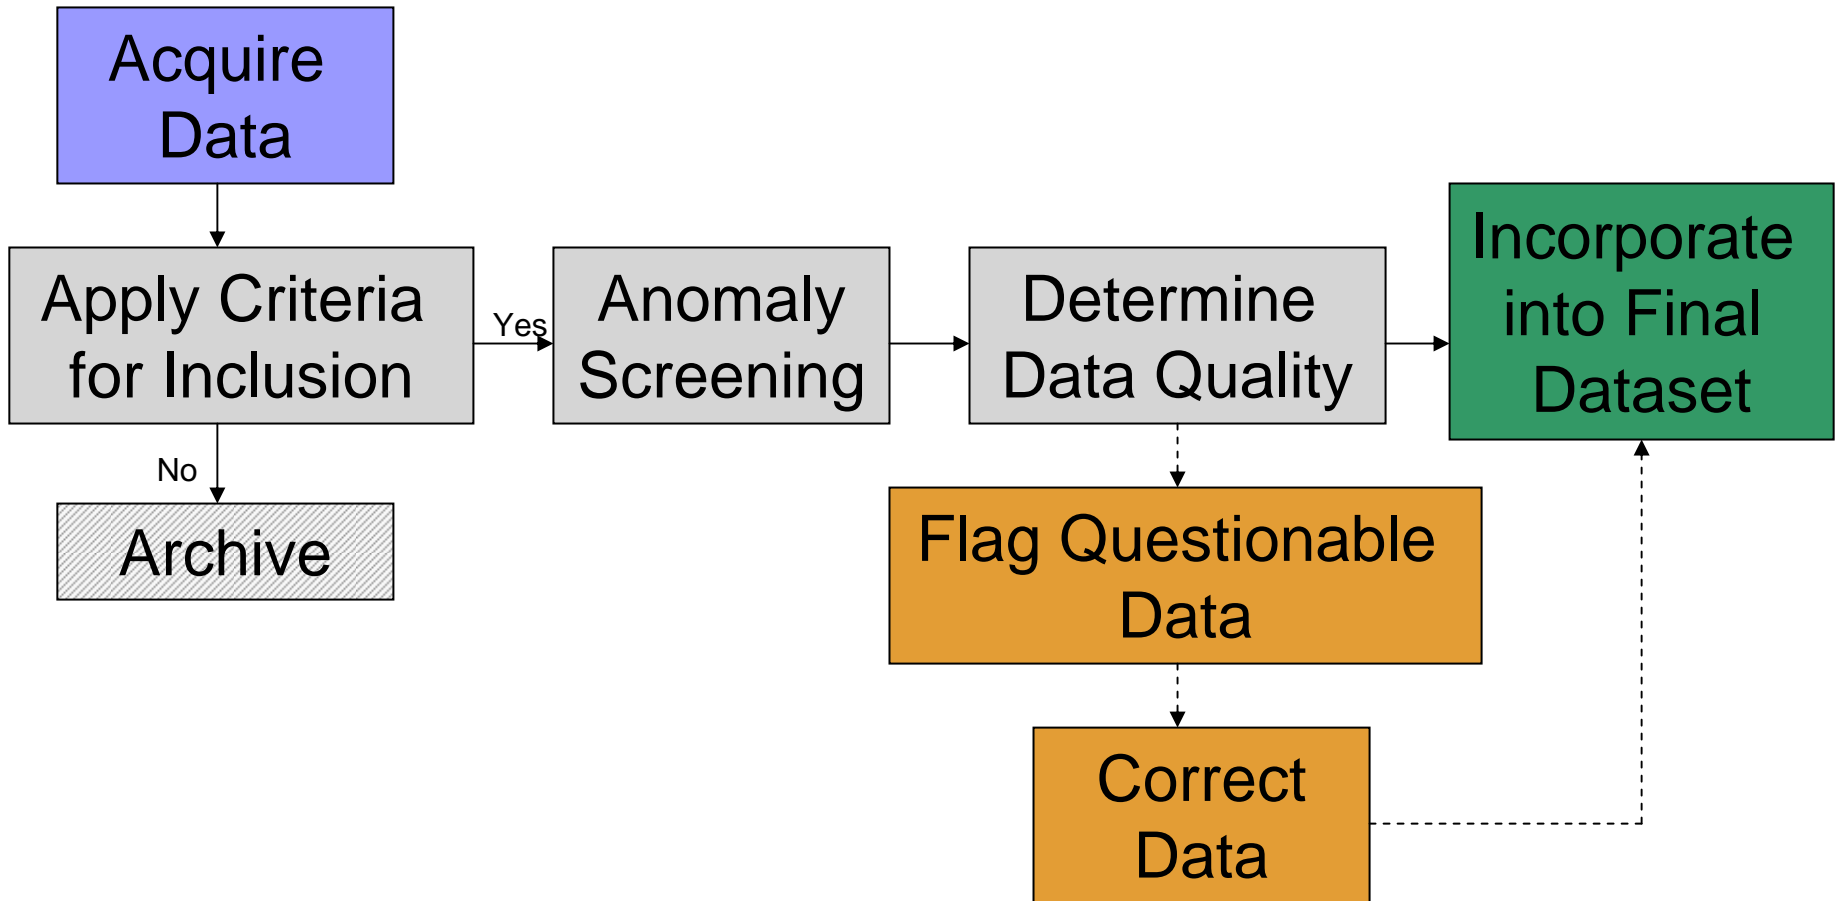 Acquire
Data
Apply Criteria
for Inclusion
Yes
Anomaly
Screening
Determine
Data Quality
Incorporate
into Final
Dataset
No
Archive
Flag Questionable
Data
Correct
Data